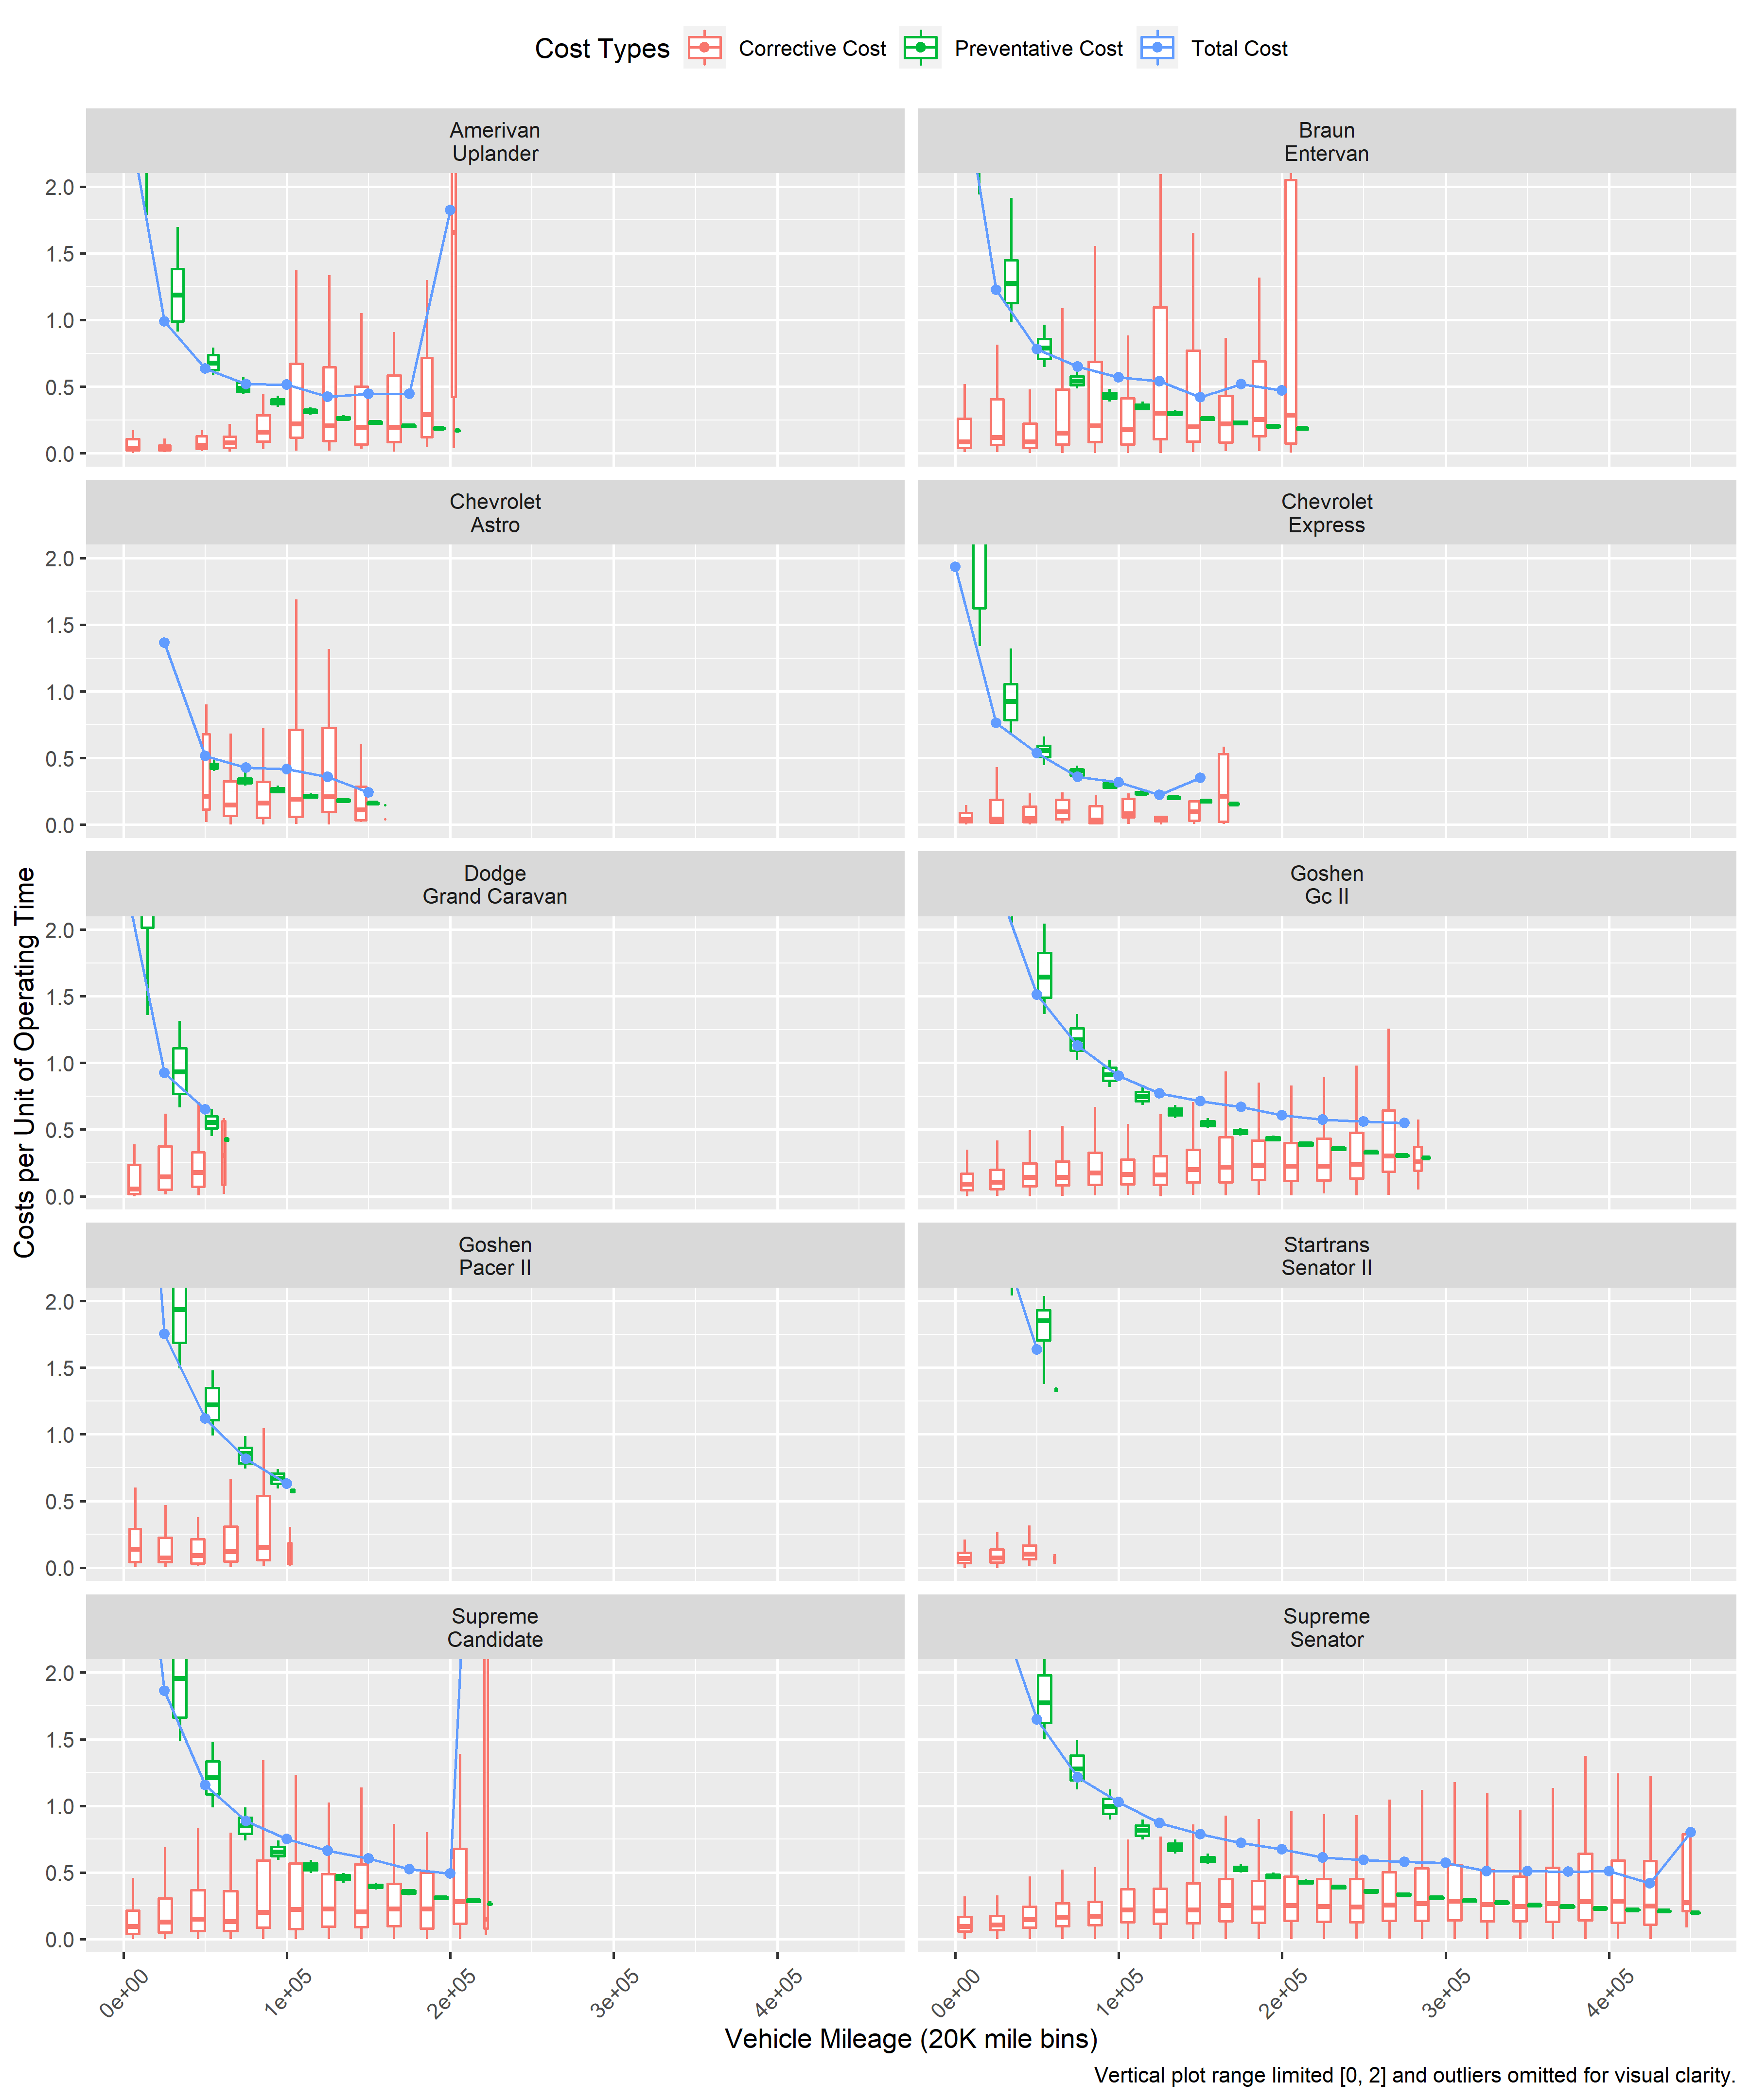 Cost Types Corrective Cost Preventative Cost Total Cost
Amerivan
Uplander
Braun
Entervan
2.0
1.5
1.0
0.5
0.0
Chevrolet
Astro
Chevrolet
Express
2.0
1.5
1.0
0.5
0.0
Dodge
Grand Caravan
Goshen
Gc II
2.0
1.5
1.0
0.5
0.0
Goshen
Pacer II
Startrans
Senator II
2.0
1.5
1.0
0.5
0.0
Supreme
Candidate
Supreme
Senator
2.0
1.5
1.0
0.5
0.0
Costs per Unit of Operating Time
0e+00 1e+05 2e+05 3e+05 4e+05 0e+00 1e+05 2e+05 3e+05 4e+05
Vehicle Mileage (20K mile bins)
Vertical plot range limited [0, 2] and outliers omitted for visual clarity.